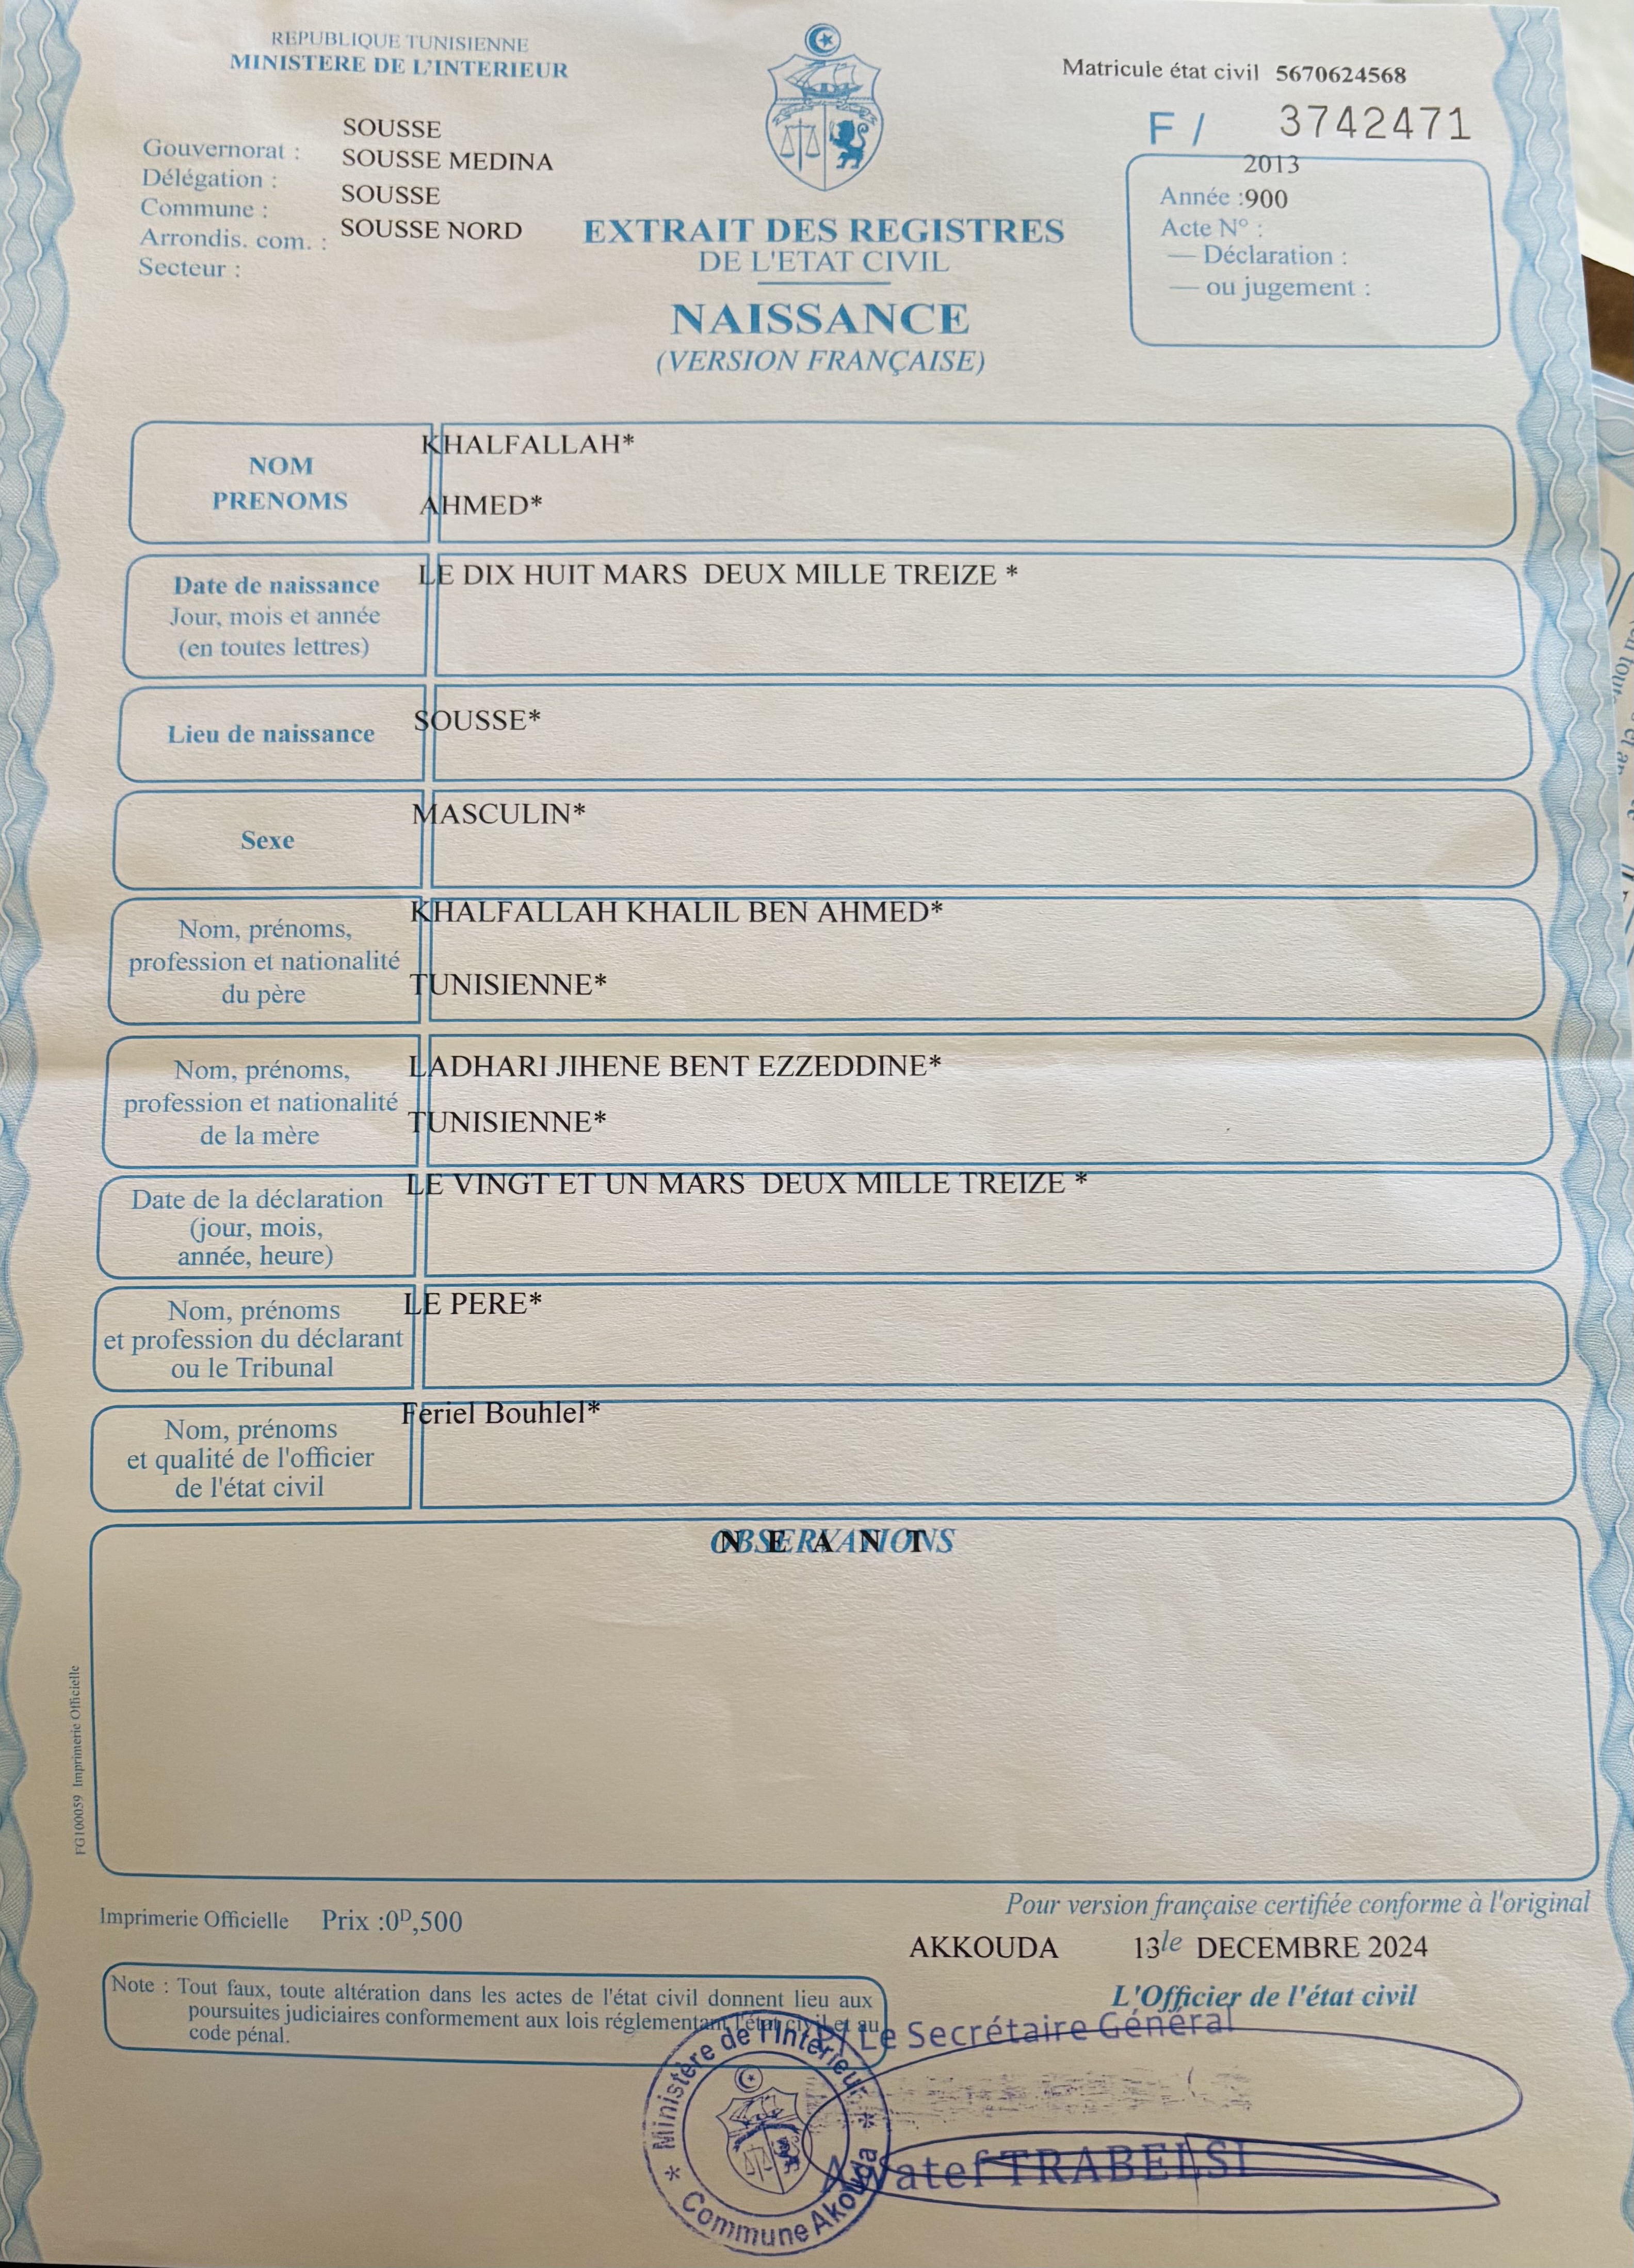 REPUBLIQUE TUNISIENNE
MINISTERE DE L'INTERIEUR
Matricule état civil 5670624568
F / 3742471
SOUSSE
Gouvernorat : SOUSSE MEDINA
Délégation :
Commune : SOUSSE
Arrondis. com. : SOUSSE NORD
Secteur :
2013
Année :900
Acte N° :
— Déclaration :
— ou jugement :
EXTRAIT DES REGISTRES
DE L'ETAT CIVIL
NAISSANCE
(VERSION FRANÇAISE)
NOM
PRENOMS
KHALFALLAH*
AHMED*
Date de naissance
Jour, mois et année
(en toutes lettres)
LE DIX HUIT MARS DEUX MILLE TREIZE *
Lieu de naissance
SOUSSE*
Sexe
MASCULIN*
Nom, prénoms,
profession et nationalité
du père
KHALFALLAH KHALIL BEN AHMED*
TUNISIENNE*
Nom, prénoms,
profession et nationalité
de la mère
LADHARI JIHENE BENT EZZEDDINE*
TUNISIENNE*
Date de la déclaration
(jour, mois,
année, heure)
LE VINGT ET UN MARS DEUX MILLE TREIZE *
Nom, prénoms
et profession du déclarant
ou le Tribunal
LE PERE*
Nom, prénoms
et qualité de l'officier
de l'état civil
Feriel Bouhlel*
OBSERVATIONS
N E A N T
FG100059 Imprimerie Officielle
Imprimerie Officielle Prix :0D,500
Pour version française certifiée conforme à l'original
AKKOUDA 13le DECEMBRE 2024
L'Officier de l'état civil
Note : Tout faux, toute altération dans les actes de l'état civil donnent lieu aux
poursuites judiciaires conformement aux lois réglementant l'état civil et au
code pénal.
P/ Le Secrétaire Général
Awatef TRABELSI
Ministère de l'Intérieur
Commune Akouda